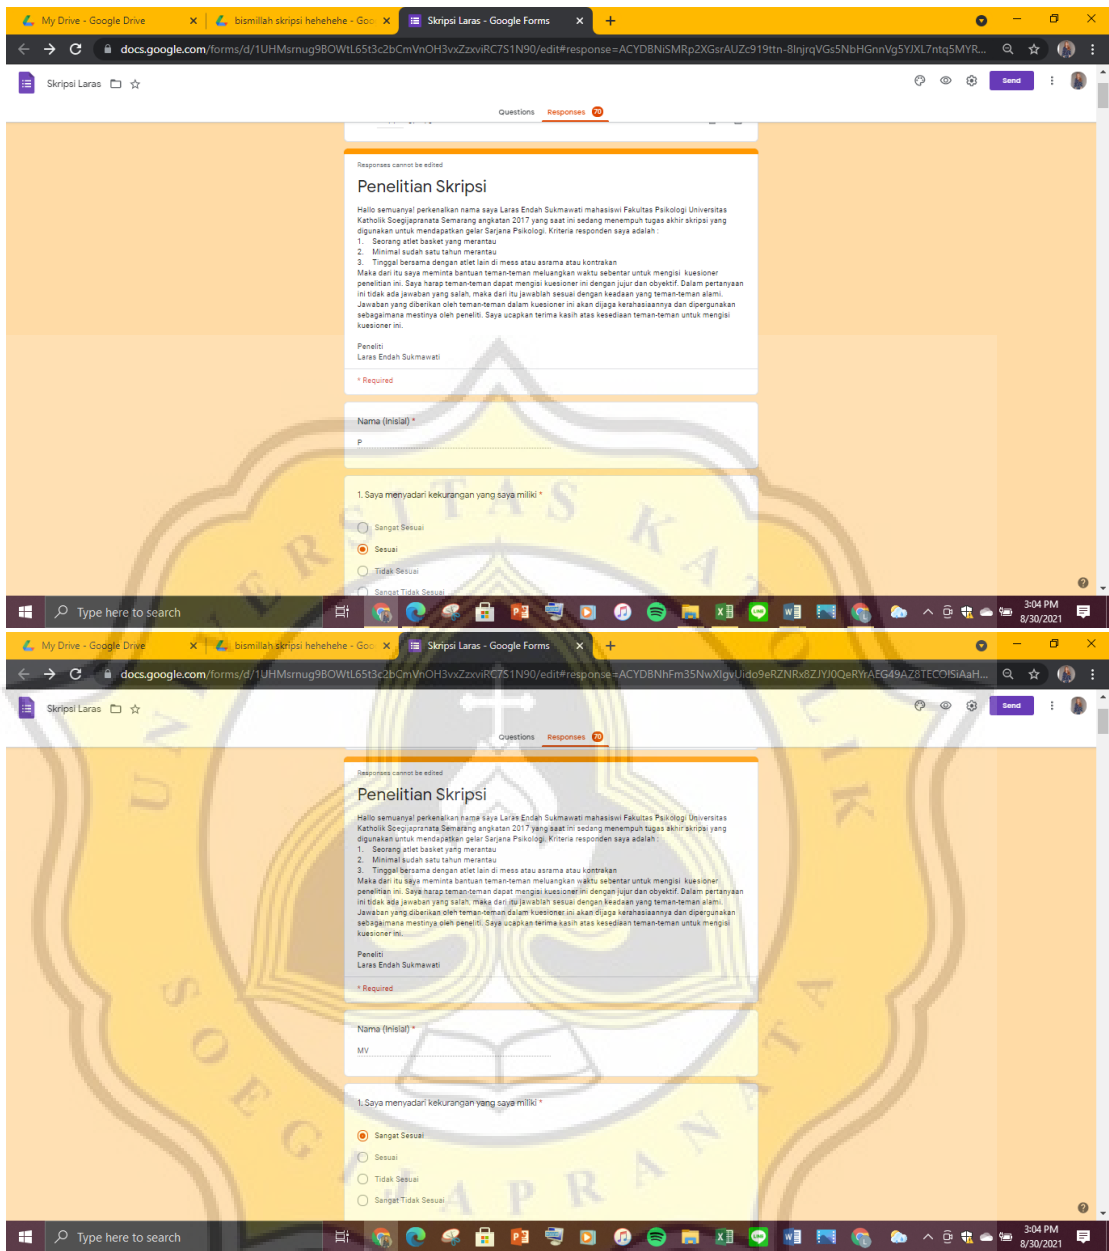 My Drive - Google Drive
bismillah skripsi hehehehe - Goo
Skripsi Laras - Google Forms
Skripsi Laras
Send
Questions
Responses
70
Responses cannot be edited
Penelitian Skripsi
Hallo semuanya! perkenalkan nama saya Laras Endah Sukmawati mahasiswi Fakultas Psikologi Universitas
Katholik Soegijapranata Semarang angkatan 2017 yang saat ini sedang menempuh tugas akhir skripsi yang
digunakan untuk mendapatkan gelar Sarjana Psikologi. Kriteria responden saya adalah :
1. Seorang atlet basket yang merantau
2. Minimal sudah satu tahun merantau
3. Tinggal bersama dengan atlet lain di mess atau asrama atau kontrakan
Maka dari itu saya meminta bantuan teman-teman meluangkan waktu sebentar untuk mengisi kuesioner
penelitian ini. Saya harap teman-teman dapat mengisi kuesioner ini dengan jujur dan obyektif. Dalam pertanyaan
ini tidak ada jawaban yang salah, maka dari itu jawablah sesuai dengan keadaan yang teman-teman alami.
Jawaban yang diberikan oleh teman-teman dalam kuesioner ini akan dijaga kerahasiaannya dan dipergunakan
sebagaimana mestinya oleh peneliti. Saya ucapkan terima kasih atas kesediaan teman-teman untuk mengisi
kuesioner ini.
Peneliti
Laras Endah Sukmawati
* Required
Nama (Inisial) *
P
1. Saya menyadari kekurangan yang saya miliki *
Sangat Sesuai
Sesuai
Tidak Sesuai
Sangat Tidak Sesuai
Type here to search
3:04 PM
8/30/2021
My Drive - Google Drive
bismillah skripsi hehehehe - Goo
Skripsi Laras - Google Forms
Skripsi Laras
Send
Questions
Responses
70
Responses cannot be edited
Penelitian Skripsi
Hallo semuanya! perkenalkan nama saya Laras Endah Sukmawati mahasiswi Fakultas Psikologi Universitas
Katholik Soegijapranata Semarang angkatan 2017 yang saat ini sedang menempuh tugas akhir skripsi yang
digunakan untuk mendapatkan gelar Sarjana Psikologi. Kriteria responden saya adalah :
1. Seorang atlet basket yang merantau
2. Minimal sudah satu tahun merantau
3. Tinggal bersama dengan atlet lain di mess atau asrama atau kontrakan
Maka dari itu saya meminta bantuan teman-teman meluangkan waktu sebentar untuk mengisi kuesioner
penelitian ini. Saya harap teman-teman dapat mengisi kuesioner ini dengan jujur dan obyektif. Dalam pertanyaan
ini tidak ada jawaban yang salah, maka dari itu jawablah sesuai dengan keadaan yang teman-teman alami.
Jawaban yang diberikan oleh teman-teman dalam kuesioner ini akan dijaga kerahasiaannya dan dipergunakan
sebagaimana mestinya oleh peneliti. Saya ucapkan terima kasih atas kesediaan teman-teman untuk mengisi
kuesioner ini.
Peneliti
Laras Endah Sukmawati
* Required
Nama (Inisial) *
MV
1. Saya menyadari kekurangan yang saya miliki *
Sangat Sesuai
Sesuai
Tidak Sesuai
Sangat Tidak Sesuai
Type here to search
3:04 PM
8/30/2021
UNIVERSITAS KATOLIK
SOEGIJAPRANATA